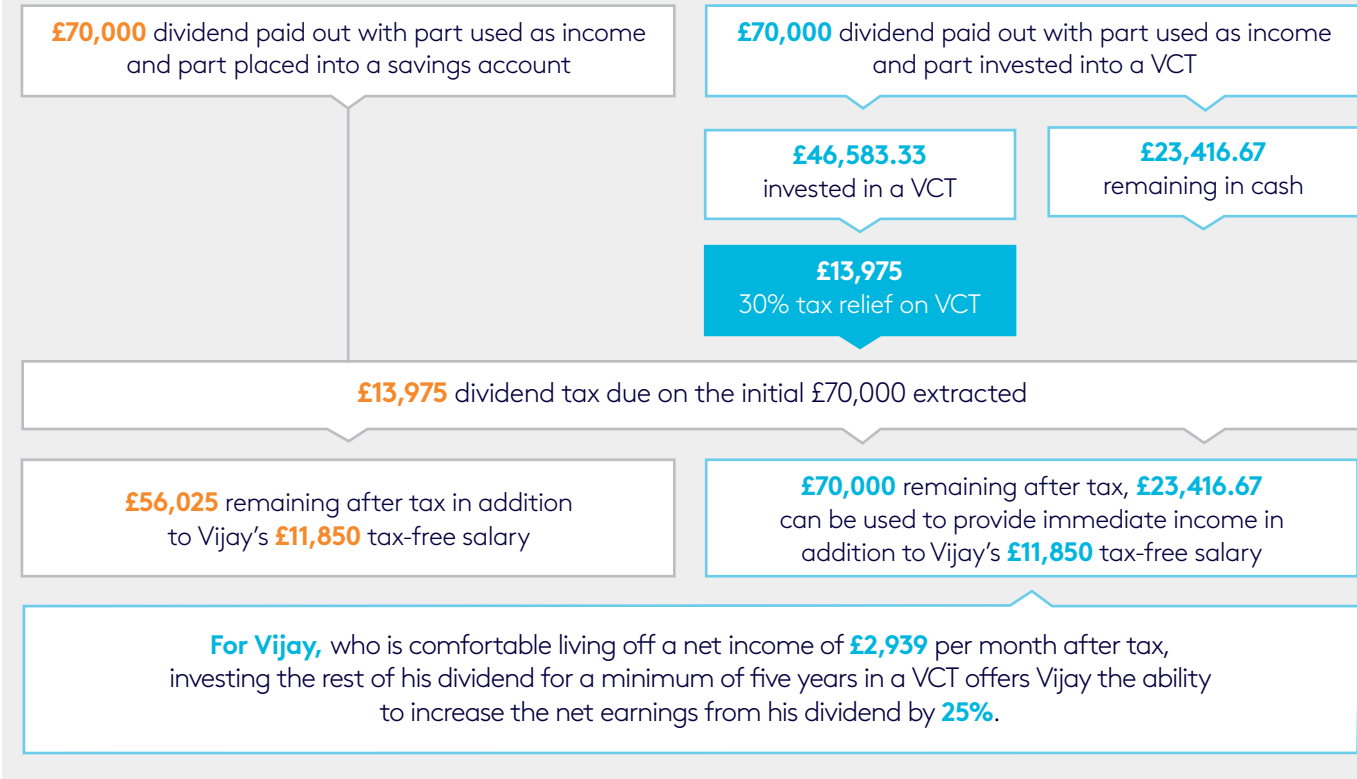 £70,000 dividend paid out with part used as income
and part placed into a savings account
£70,000 dividend paid out with part used as income
and part invested into a VCT
£46,583.33
invested in a VCT
£23,416.67
remaining in cash
£13,975
30% tax relief on VCT
£13,975 dividend tax due on the initial £70,000 extracted
£56,025 remaining after tax in addition
to Vijay’s £11,850 tax-free salary
£70,000 remaining after tax, £23,416.67
can be used to provide immediate income in
addition to Vijay’s £11,850 tax-free salary
For Vijay, who is comfortable living off a net income of £2,939 per month after tax,
investing the rest of his dividend for a minimum of five years in a VCT offers Vijay the ability
to increase the net earnings from his dividend by 25%.